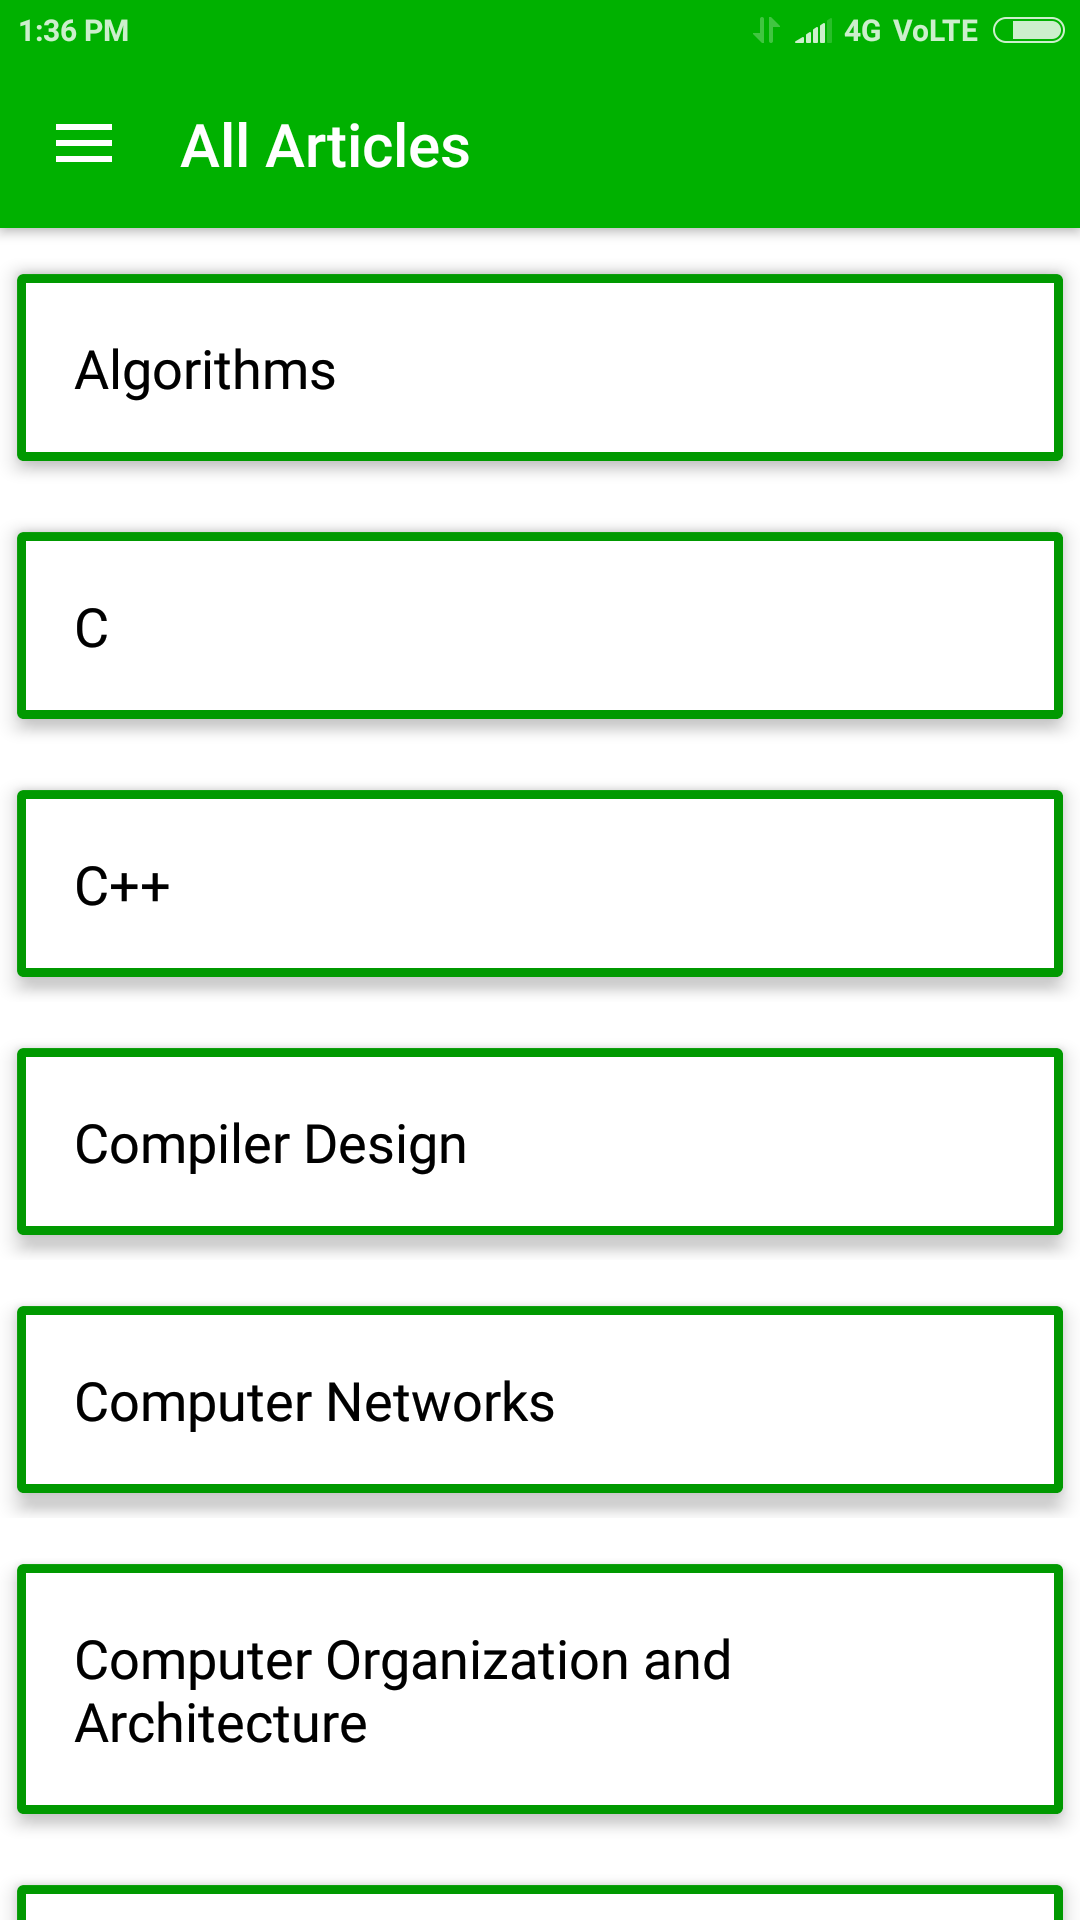 1:36 PM 4G VoLTE
All Articles
Algorithms
C
C++
Compiler Design
Computer Networks
Computer Organization and
Architecture